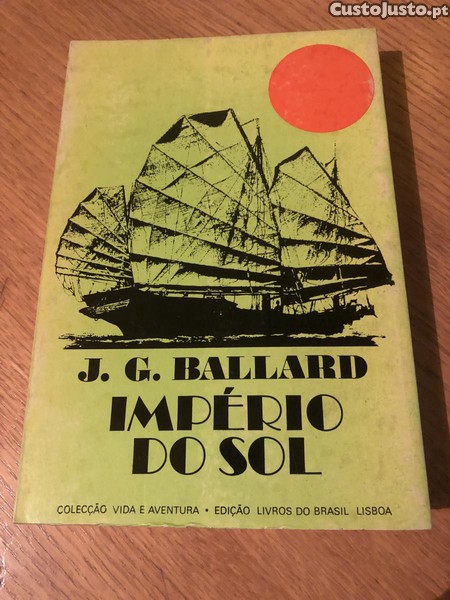 CustoJusto.pt
J. G. BALLARD
IMPÉRIO
DO SOL
COLECÇÃO VIDA E AVENTURA • EDIÇÃO LIVROS DO BRASIL LISBOA